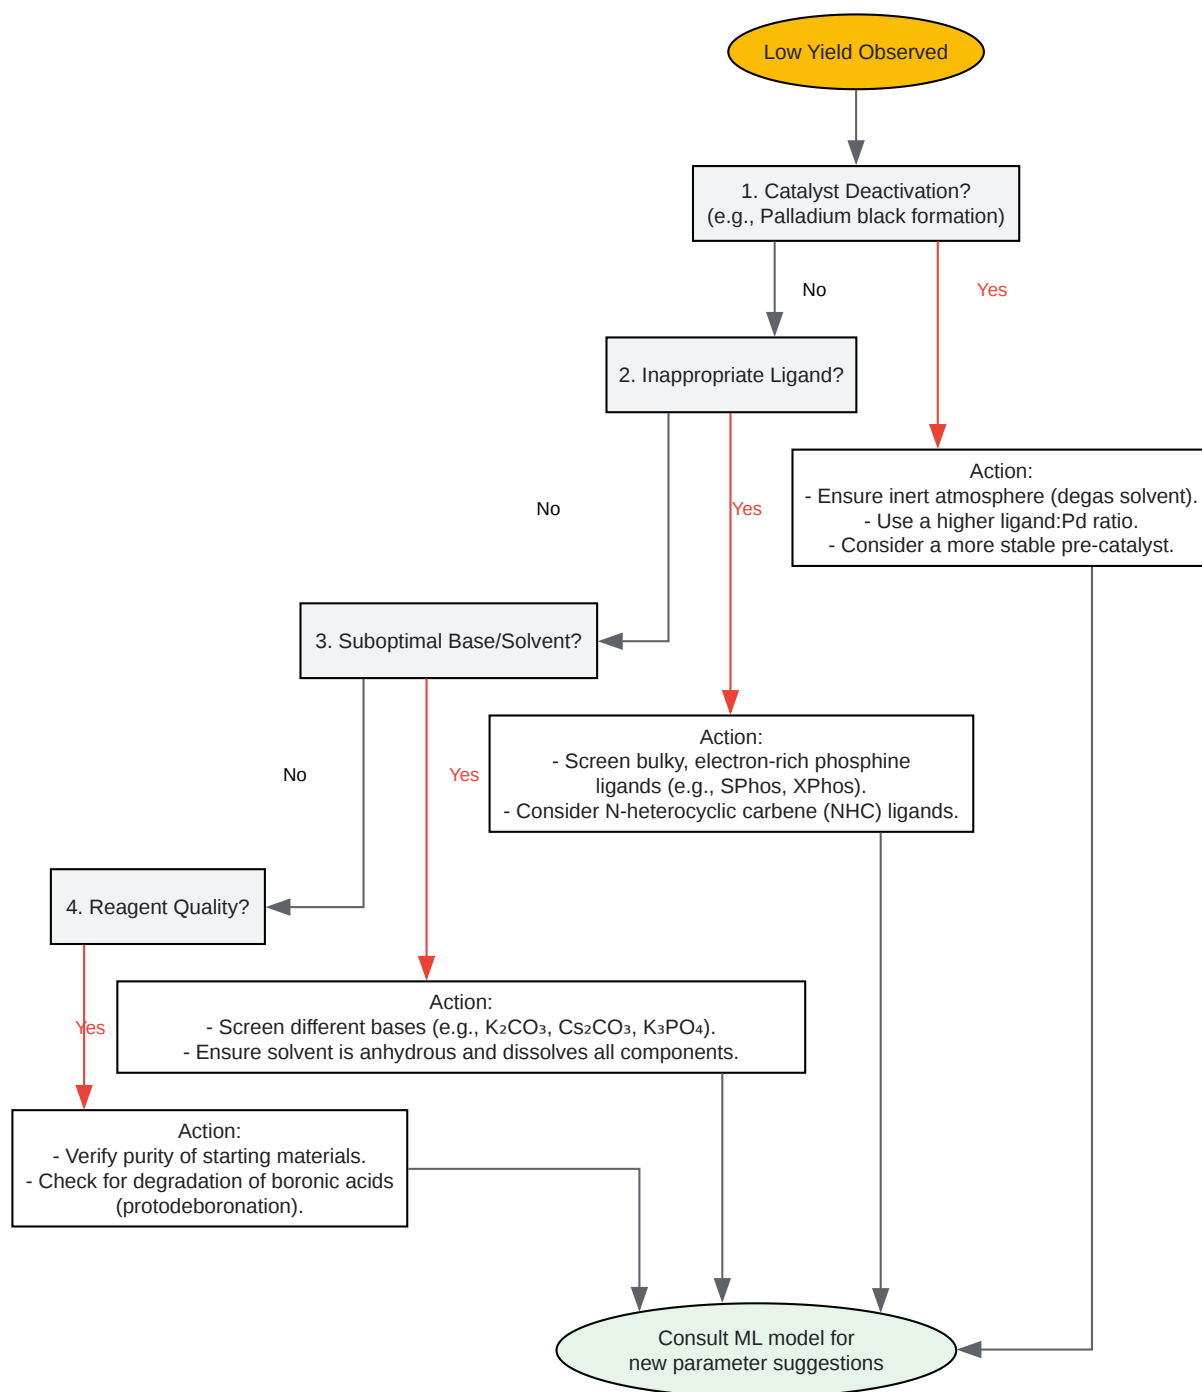 Low Yield Observed
1. Catalyst Deactivation?
(e.g., Palladium black formation)
No
Yes
2. Inappropriate Ligand?
Action:
- Ensure inert atmosphere (degas solvent).
- Use a higher ligand:Pd ratio.
- Consider a more stable pre-catalyst.
No
Yes
3. Suboptimal Base/Solvent?
Action:
- Screen bulky, electron-rich phosphine
ligands (e.g., SPhos, XPhos).
- Consider N-heterocyclic carbene (NHC) ligands.
No
Yes
4. Reagent Quality?
Action:
- Screen different bases (e.g., K₂CO₃, Cs₂CO₃, K₃PO₄).
- Ensure solvent is anhydrous and dissolves all components.
Yes
Action:
- Verify purity of starting materials.
- Check for degradation of boronic acids
(protodeboronation).
Consult ML model for
new parameter suggestions